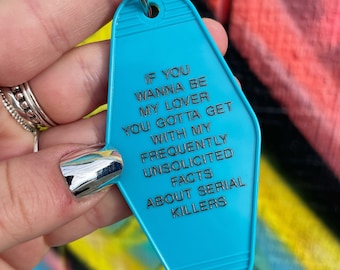 IF YOU
WANNA BE
MY LOVER
YOU GOTTA GET
WITH MY
FREQUENTLY
UNSOLICITED
FACTS
ABOUT SERIAL
KILLERS